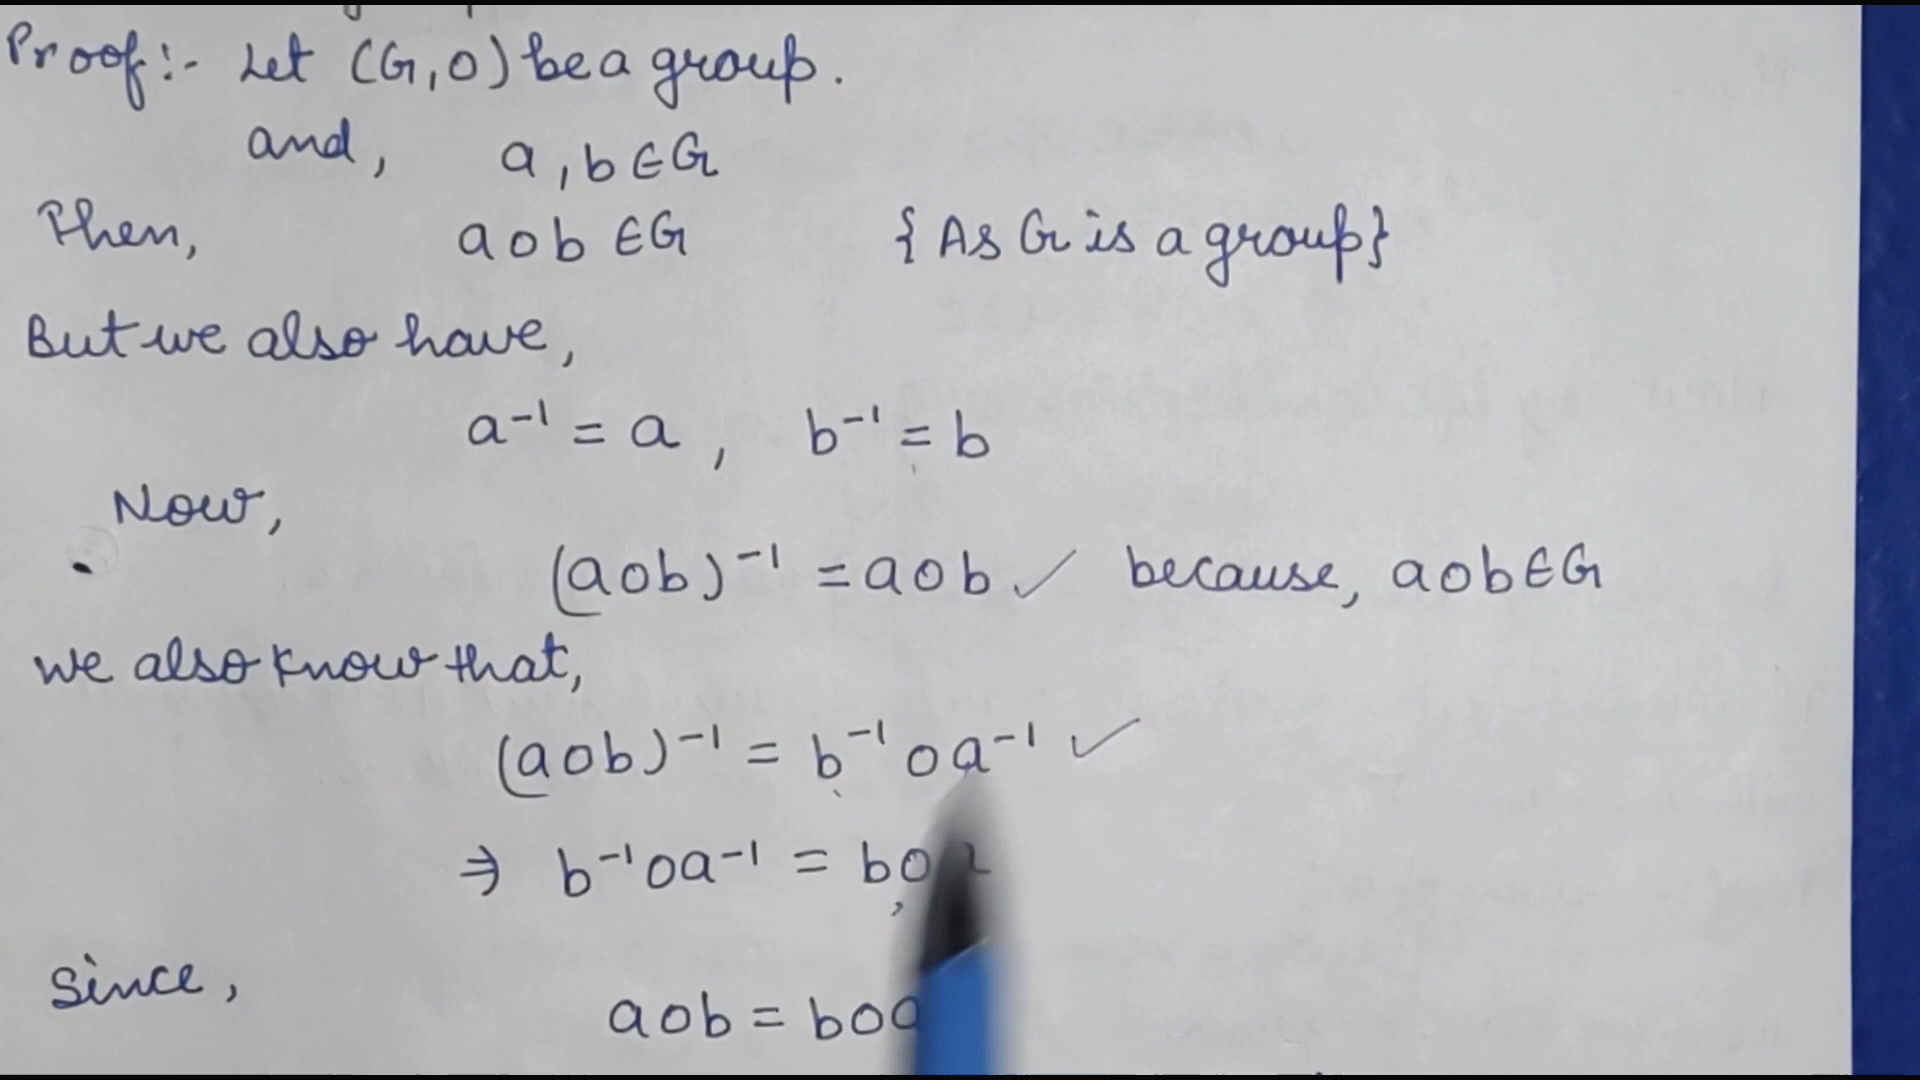 Proof:- Let (G,o) be a group.
and, a,b∈G
Then, aob∈G {As G is a group}
But we also have,
a⁻¹ = a, b⁻¹ = b
Now,
(aob)⁻¹ = aob ✓ because, aob∈G
we also know that,
(aob)⁻¹ = b⁻¹oa⁻¹ ✓
⇒ b⁻¹oa⁻¹ = bo
Since, aob = boa